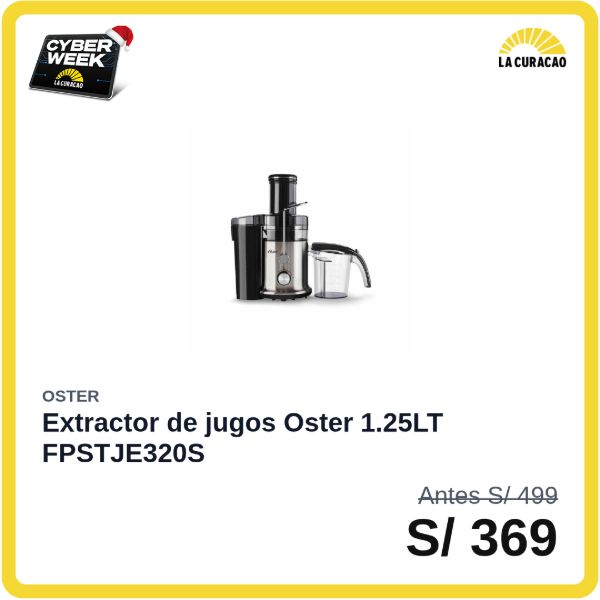 CYBER
WEEK
LA CURACAO
LA CURACAO
OSTER
Extractor de jugos Oster 1.25LT
FPSTJE320S
Antes S/ 499
S/ 369